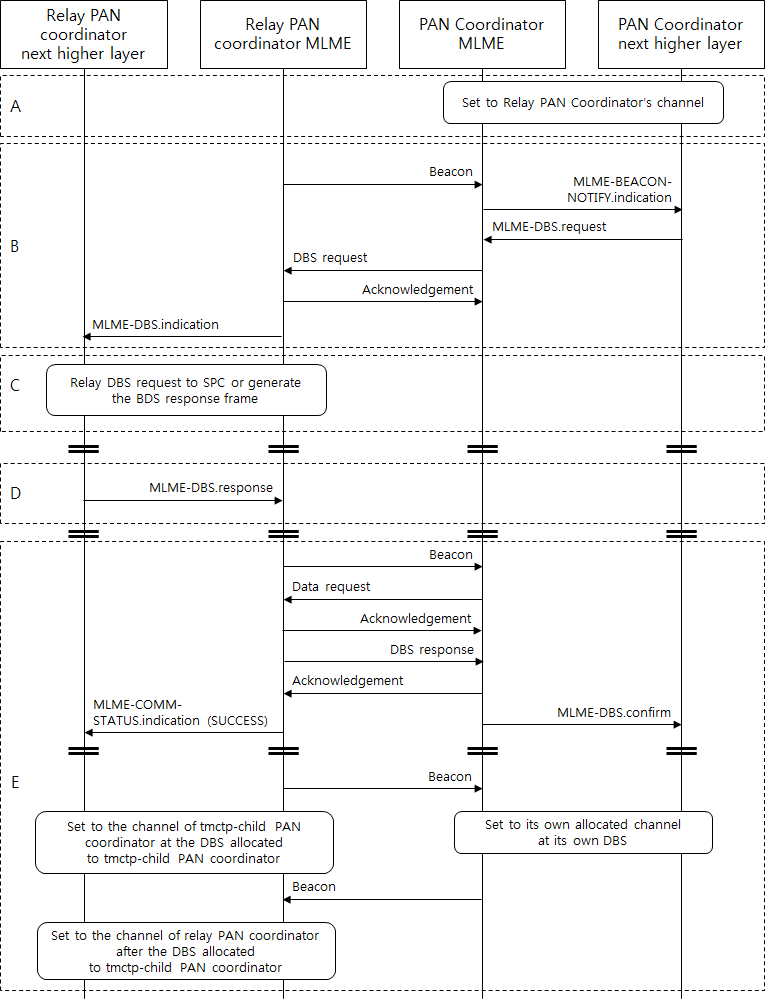 Relay PAN
coordinator
next higher layer
Relay PAN
coordinator MLME
PAN Coordinator
MLME
PAN Coordinator
next higher layer
A
Set to Relay PAN Coordinator's channel
B
Beacon
MLME-BEACON-
NOTIFY.indication
MLME-DBS.request
DBS request
Acknowledgement
MLME-DBS.indication
C
Relay DBS request to SPC or generate
the BDS response frame
D
MLME-DBS.response
Beacon
Data request
Acknowledgement
DBS response
Acknowledgement
MLME-COMM-
STATUS.indication (SUCCESS)
MLME-DBS.confirm
E
Beacon
Set to the channel of tmctp-child PAN
coordinator at the DBS allocated
to tmctp-child PAN coordinator
Set to its own allocated channel
at its own DBS
Beacon
Set to the channel of relay PAN coordinator
after the DBS allocated
to tmctp-child PAN coordinator